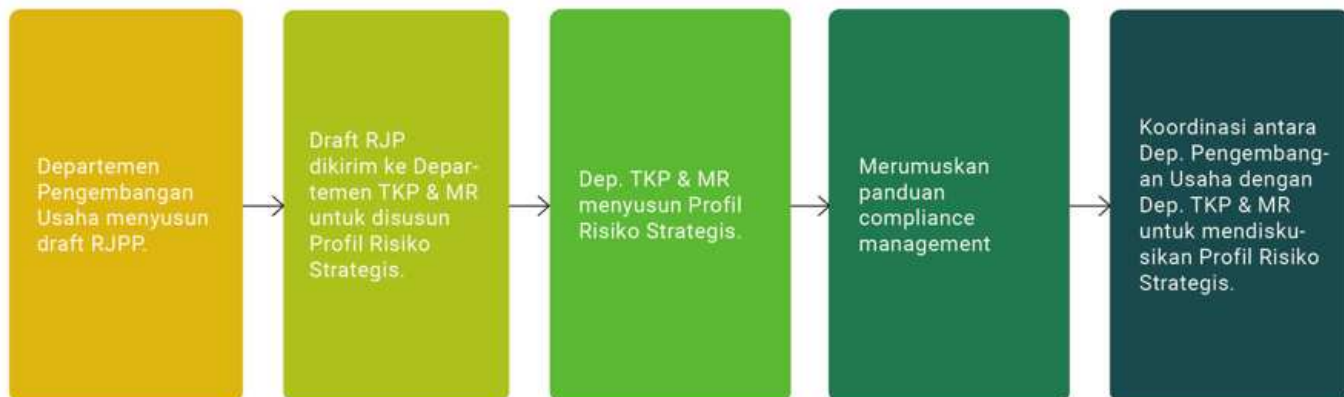 Departemen
Pengembangan
Usaha menyusun
draft RJPP.
Draft RJP
dikirim ke Depar-
temen TKP & MR
untuk disusun
Profil Risiko
Strategis.
Dep. TKP & MR
menyusun Profil
Risiko Strategis.
Merumuskan
panduan
compliance
management
Koordinasi antara
Dep. Pengembang-
an Usaha dengan
Dep. TKP & MR
untuk mendisku-
sikan Profil Risiko
Strategis.